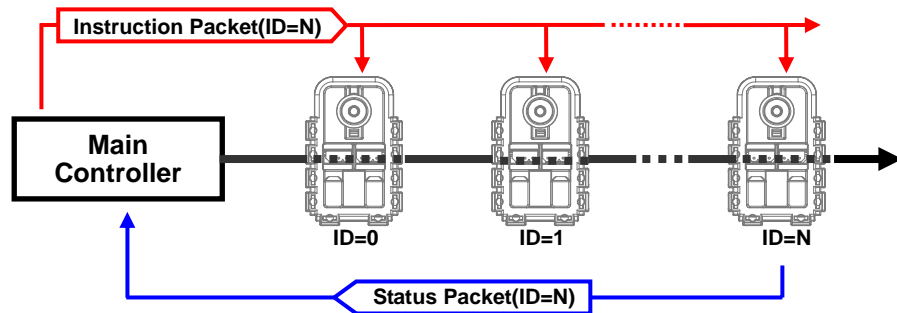 Instruction Packet(ID=N)
Main
Controller
ID=0
ID=1
ID=N
Status Packet(ID=N)